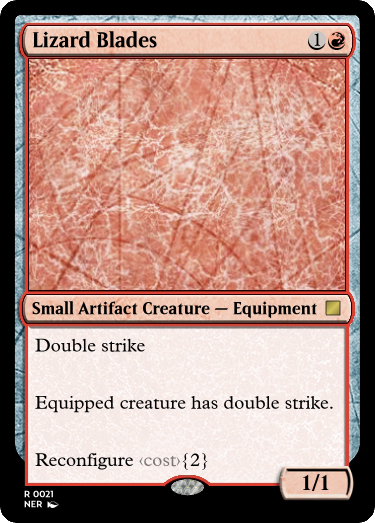 Lizard Blades 1
Small Artifact Creature — Equipment
Double strike
Equipped creature has double strike.
Reconfigure ‹cost›{2}
1/1
R 0021
NER